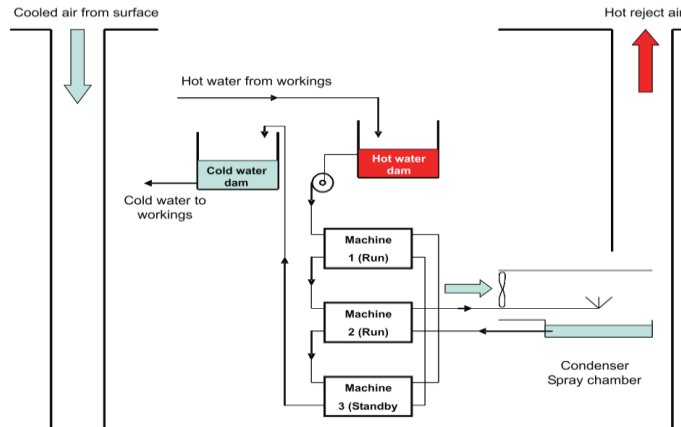 Cooled air from surface
Hot reject air
Hot water from workings
Cold water
dam
Hot water
dam
Cold water to
workings
Machine
1 (Run)
Machine
2 (Run)
Machine
3 (Standby
Condenser
Spray chamber